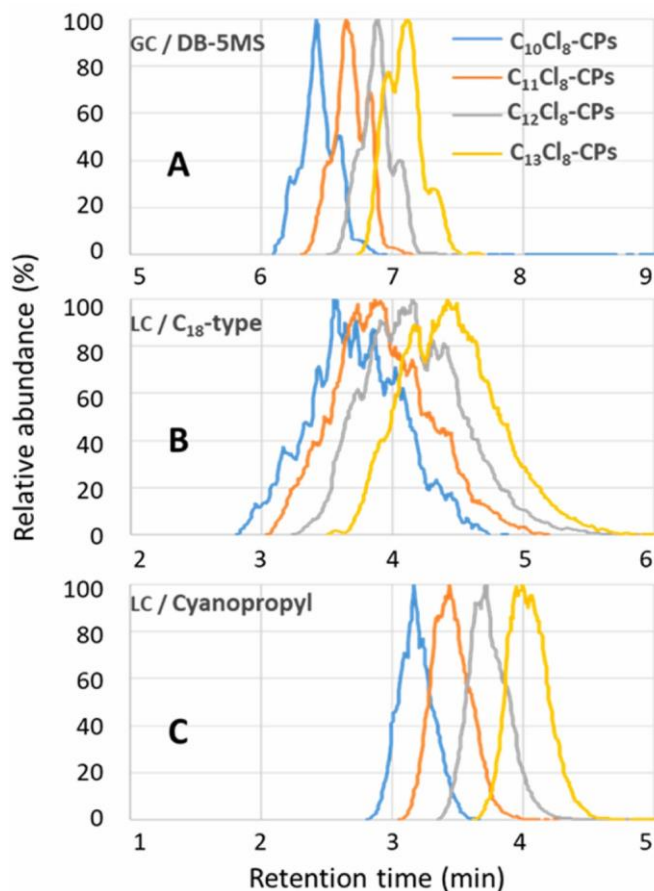 GC / DB-5MS
C₁₀Cl₈-CPs
C₁₁Cl₈-CPs
C₁₂Cl₈-CPs
C₁₃Cl₈-CPs
A
100
80
60
40
20
0
5 6 7 8 9
LC / C₁₈-type
B
100
80
60
40
20
0
2 3 4 5 6
LC / Cyanopropyl
C
100
80
60
40
20
0
1 2 3 4 5
Relative abundance (%)
Retention time (min)